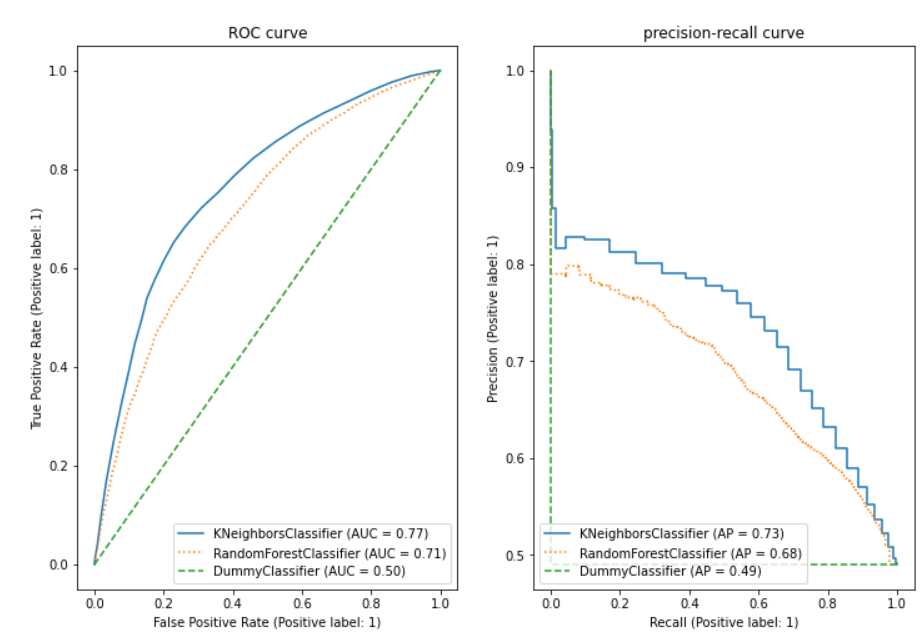 ROC curve
True Positive Rate (Positive label: 1)
1.0
0.8
0.6
0.4
0.2
0.0
KNeighborsClassifier (AUC = 0.77)
RandomForestClassifier (AUC = 0.71)
DummyClassifier (AUC = 0.50)
0.0 0.2 0.4 0.6 0.8 1.0
False Positive Rate (Positive label: 1)
precision-recall curve
Precision (Positive label: 1)
1.0
0.9
0.8
0.7
0.6
0.5
KNeighborsClassifier (AP = 0.73)
RandomForestClassifier (AP = 0.68)
DummyClassifier (AP = 0.49)
0.0 0.2 0.4 0.6 0.8 1.0
Recall (Positive label: 1)